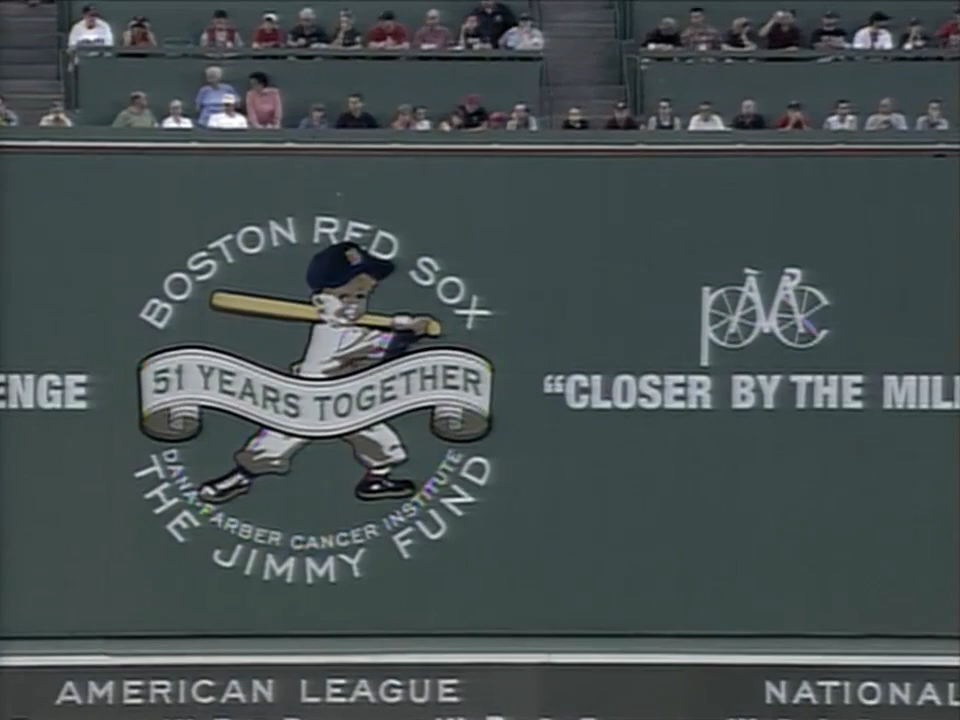 BOSTON RED SOX
51 YEARS TOGETHER
DANA-FARBER CANCER INSTITUTE
THE JIMMY FUND
ENGE
PMC
"CLOSER BY THE MIL
AMERICAN LEAGUE
NATIONAL